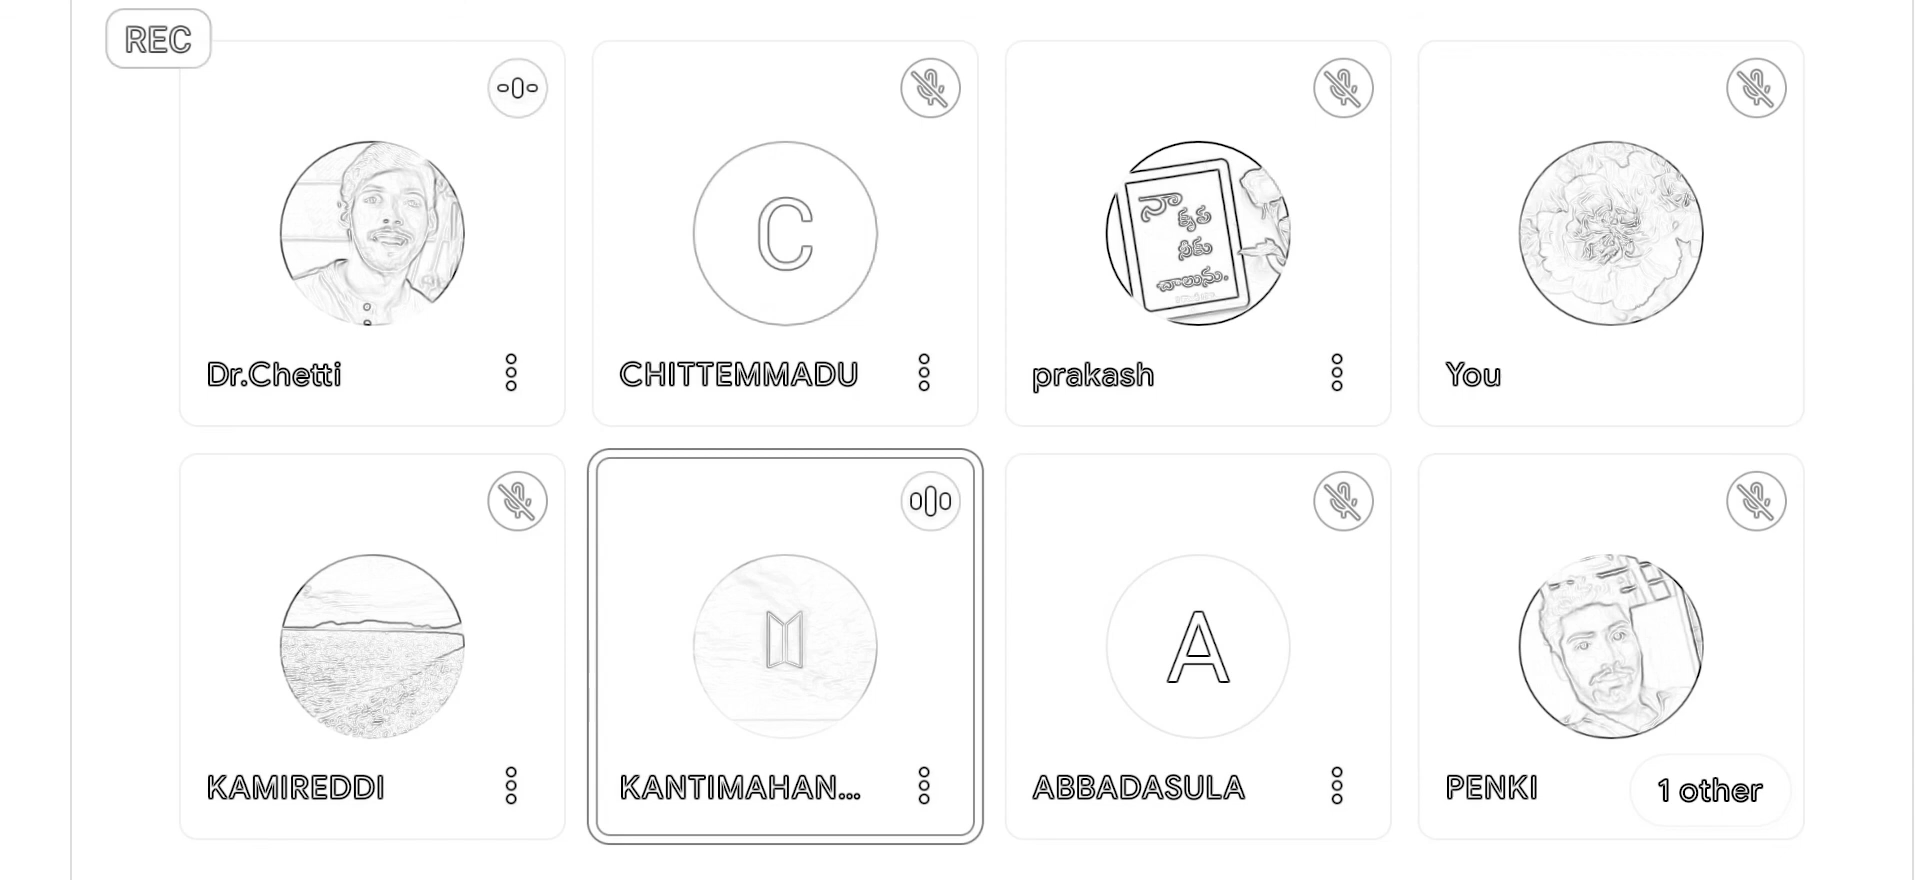 REC
C
నా
కృప
నీకు
చాలును.
Dr.Chetti
CHITTEMMADU
prakash
You
A
KAMIREDDI
KANTIMAHAN...
ABBADASULA
PENKI
1 other